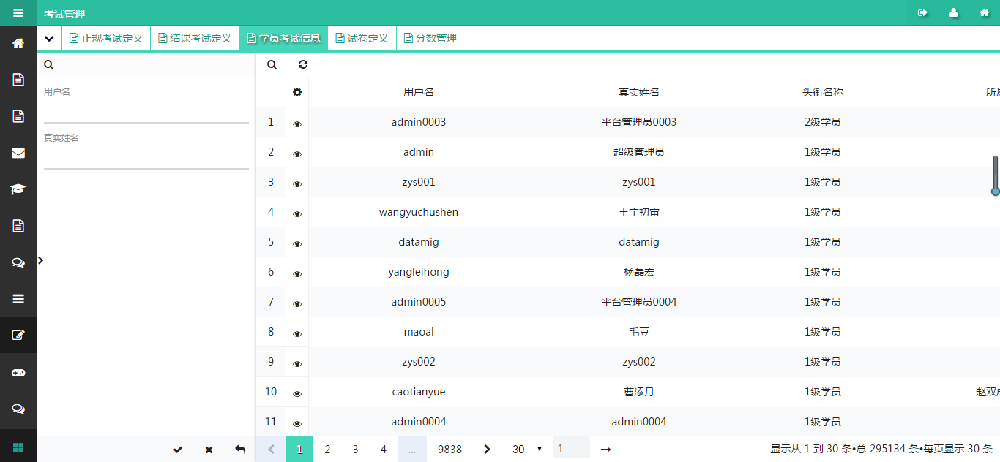 考试管理
正规考试定义 结课考试定义 学员考试信息 试卷定义 分数管理
用户名
真实姓名
用户名 真实姓名 头衔名称
1 admin0003 平台管理员0003 2级学员
2 admin 超级管理员 1级学员
3 zys001 zys001 1级学员
4 wangyuchushen 王宇初审 1级学员
5 datamig datamig 1级学员
6 yangleihong 杨磊宏 1级学员
7 admin0005 平台管理员0004 1级学员
8 maoal 毛豆 1级学员
9 zys002 zys002 1级学员
10 caotianyue 曹添月 1级学员 赵双
11 admin0004 admin0004 1级学员
1 2 3 4 ... 9838 30 1 显示从 1 到 30 条•总 295134 条•每页显示 30 条